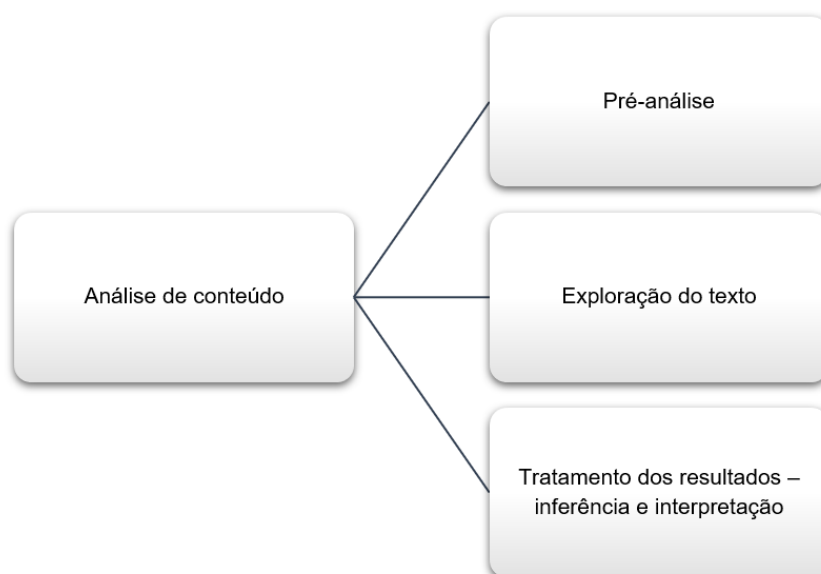 Pré-análise
Análise de conteúdo
Exploração do texto
Tratamento dos resultados –
inferência e interpretação